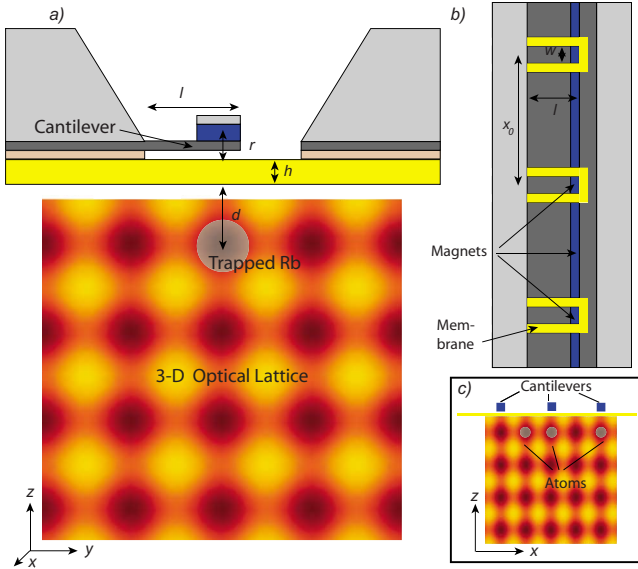 a)
l
Cantilever
r
h
d
Trapped Rb
3-D Optical Lattice
z
y
x
b)
w
l
x₀
Magnets
Mem-
brane
c)
Cantilevers
Atoms
z
x